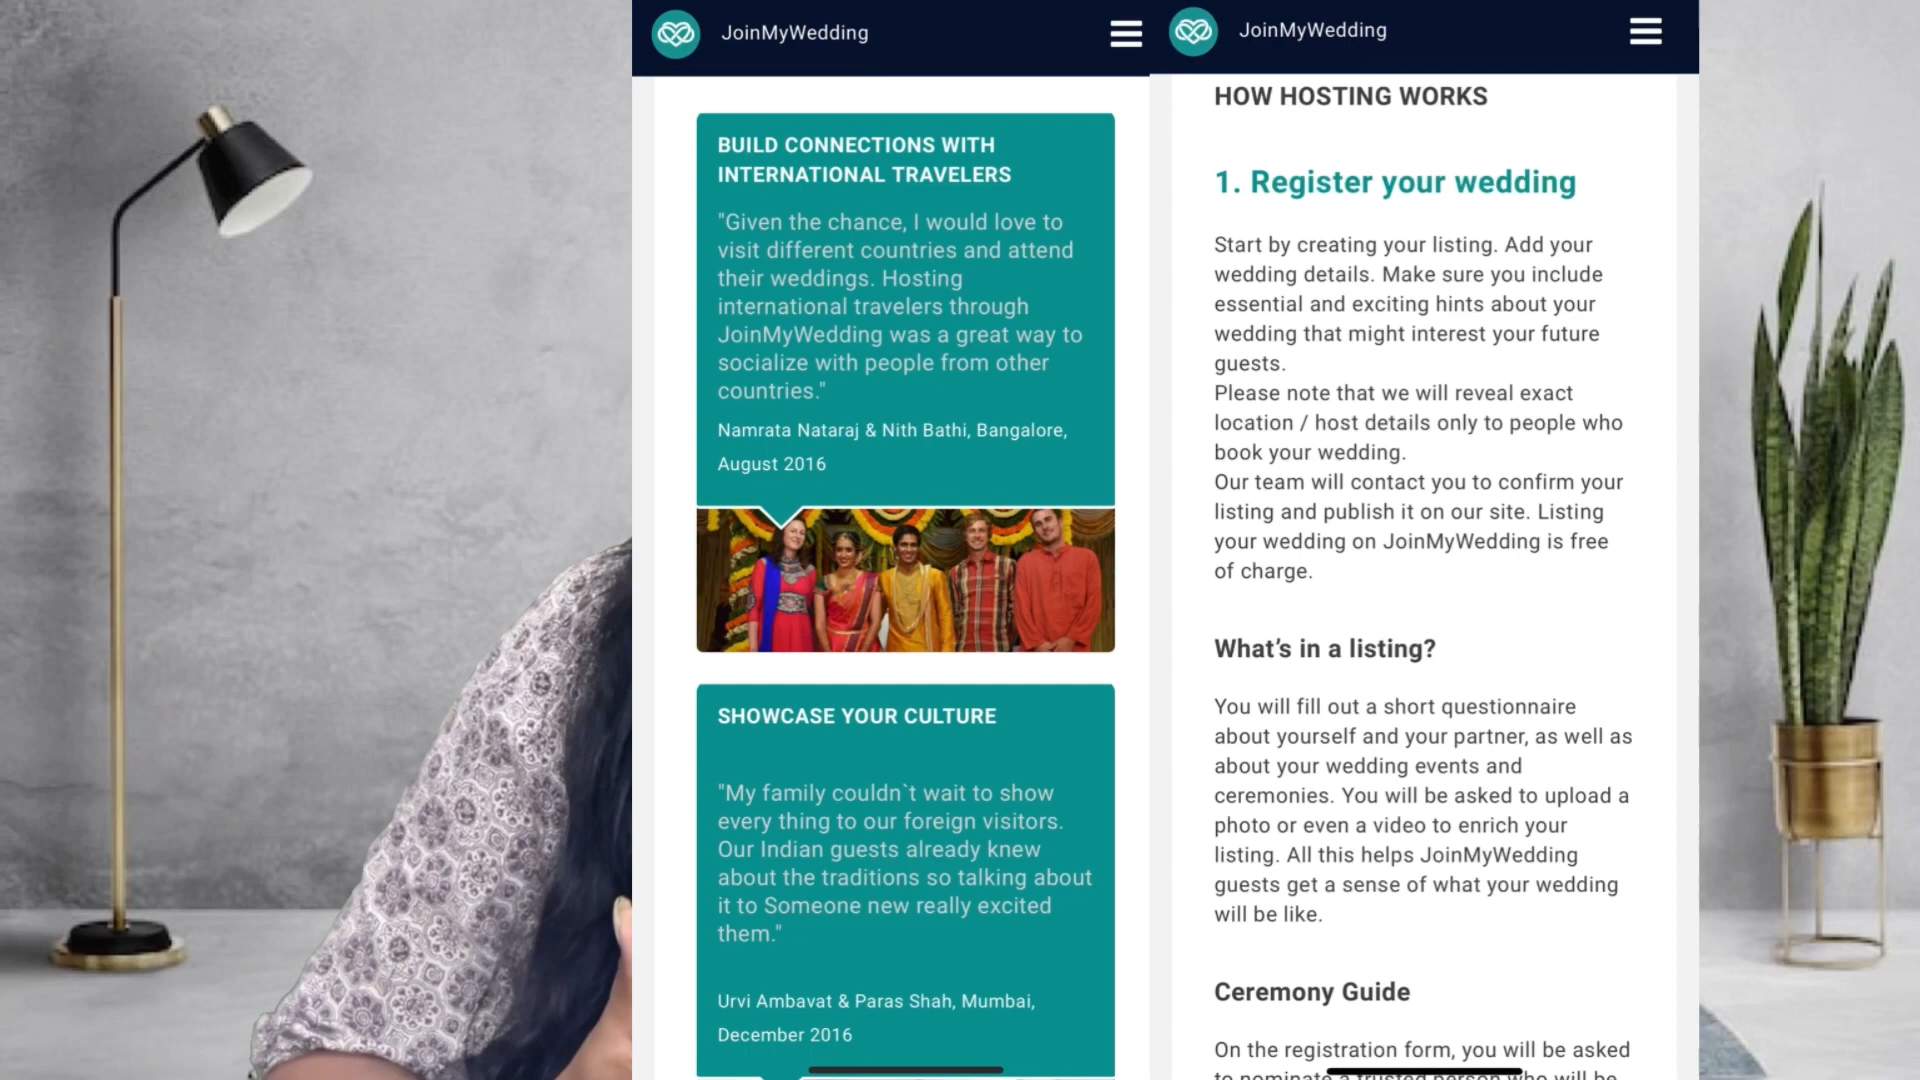 JoinMyWedding
BUILD CONNECTIONS WITH
INTERNATIONAL TRAVELERS
"Given the chance, I would love to
visit different countries and attend
their weddings. Hosting
international travelers through
JoinMyWedding was a great way to
socialize with people from other
countries."
Namrata Nataraj & Nith Bathi, Bangalore,
August 2016
SHOWCASE YOUR CULTURE
"My family couldn`t wait to show
every thing to our foreign visitors.
Our Indian guests already knew
about the traditions so talking about
it to Someone new really excited
them."
Urvi Ambavat & Paras Shah, Mumbai,
December 2016
JoinMyWedding
HOW HOSTING WORKS
1. Register your wedding
Start by creating your listing. Add your
wedding details. Make sure you include
essential and exciting hints about your
wedding that might interest your future
guests.
Please note that we will reveal exact
location / host details only to people who
book your wedding.
Our team will contact you to confirm your
listing and publish it on our site. Listing
your wedding on JoinMyWedding is free
of charge.
What's in a listing?
You will fill out a short questionnaire
about yourself and your partner, as well as
about your wedding events and
ceremonies. You will be asked to upload a
photo or even a video to enrich your
listing. All this helps JoinMyWedding
guests get a sense of what your wedding
will be like.
Ceremony Guide
On the registration form, you will be asked
to nominate a trusted person who will be